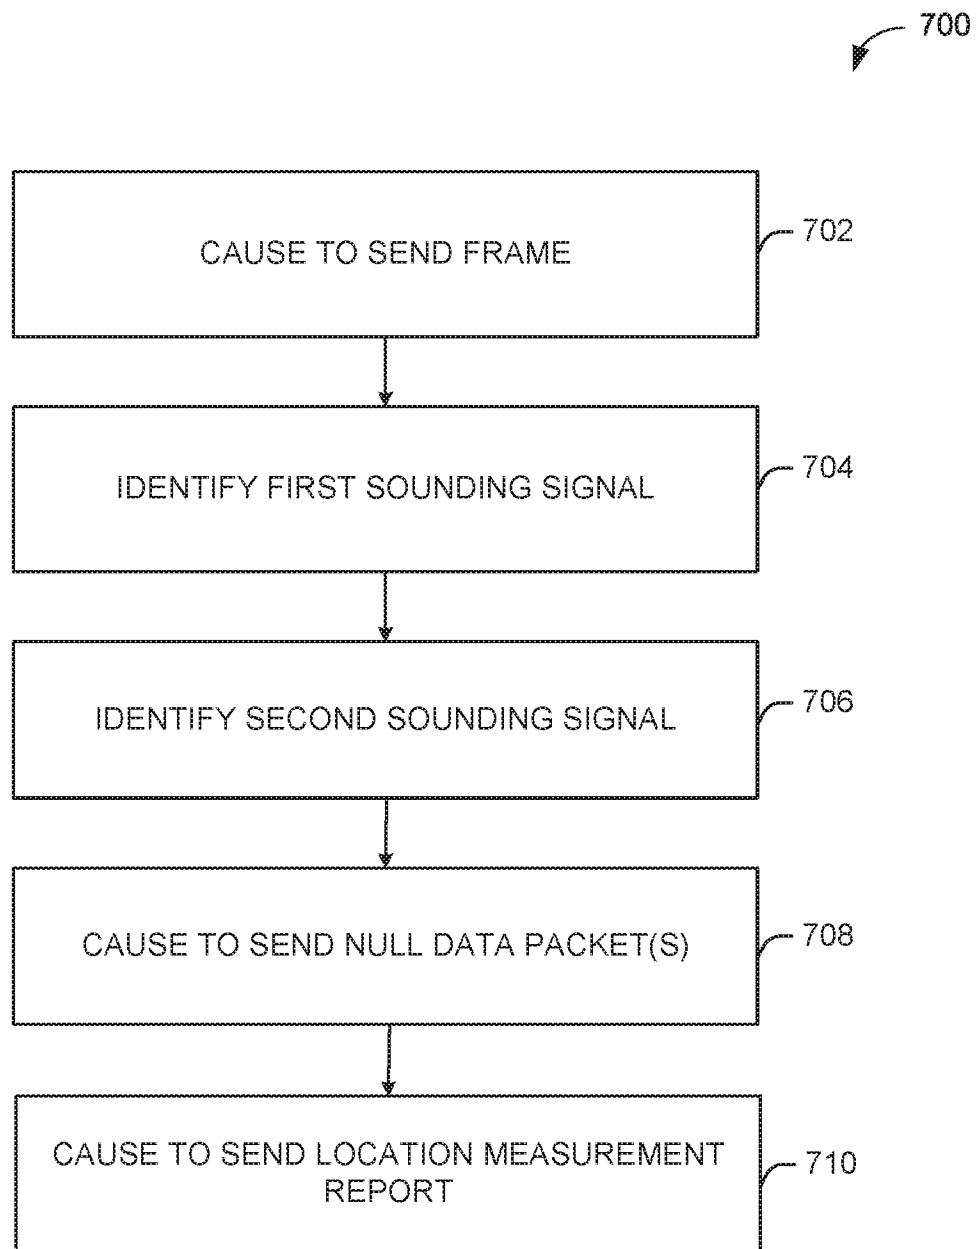 700
CAUSE TO SEND FRAME
702
IDENTIFY FIRST SOUNDING SIGNAL
704
IDENTIFY SECOND SOUNDING SIGNAL
706
CAUSE TO SEND NULL DATA PACKET(S)
708
CAUSE TO SEND LOCATION MEASUREMENT
REPORT
710